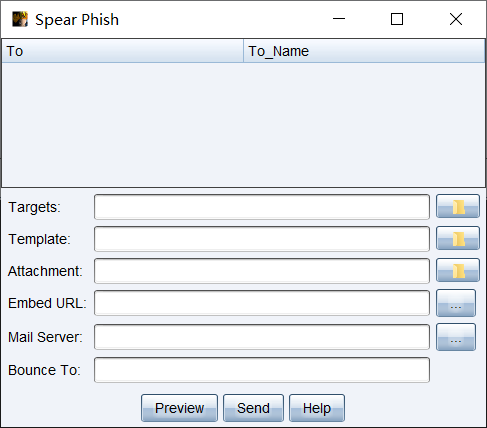 Spear Phish
To To_Name
Targets:
Template:
Attachment:
Embed URL: ...
Mail Server: ...
Bounce To:
Preview Send Help